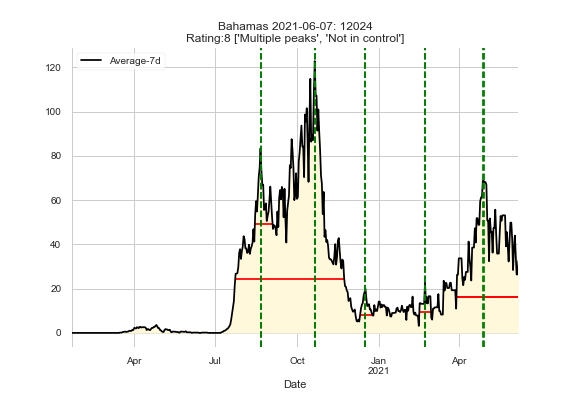 Bahamas 2021-06-07: 12024
Rating:8 ['Multiple peaks', 'Not in control']
Average-7d
120
100
80
60
40
20
0
Apr
Jul
Oct
Jan
2021
Apr
Date